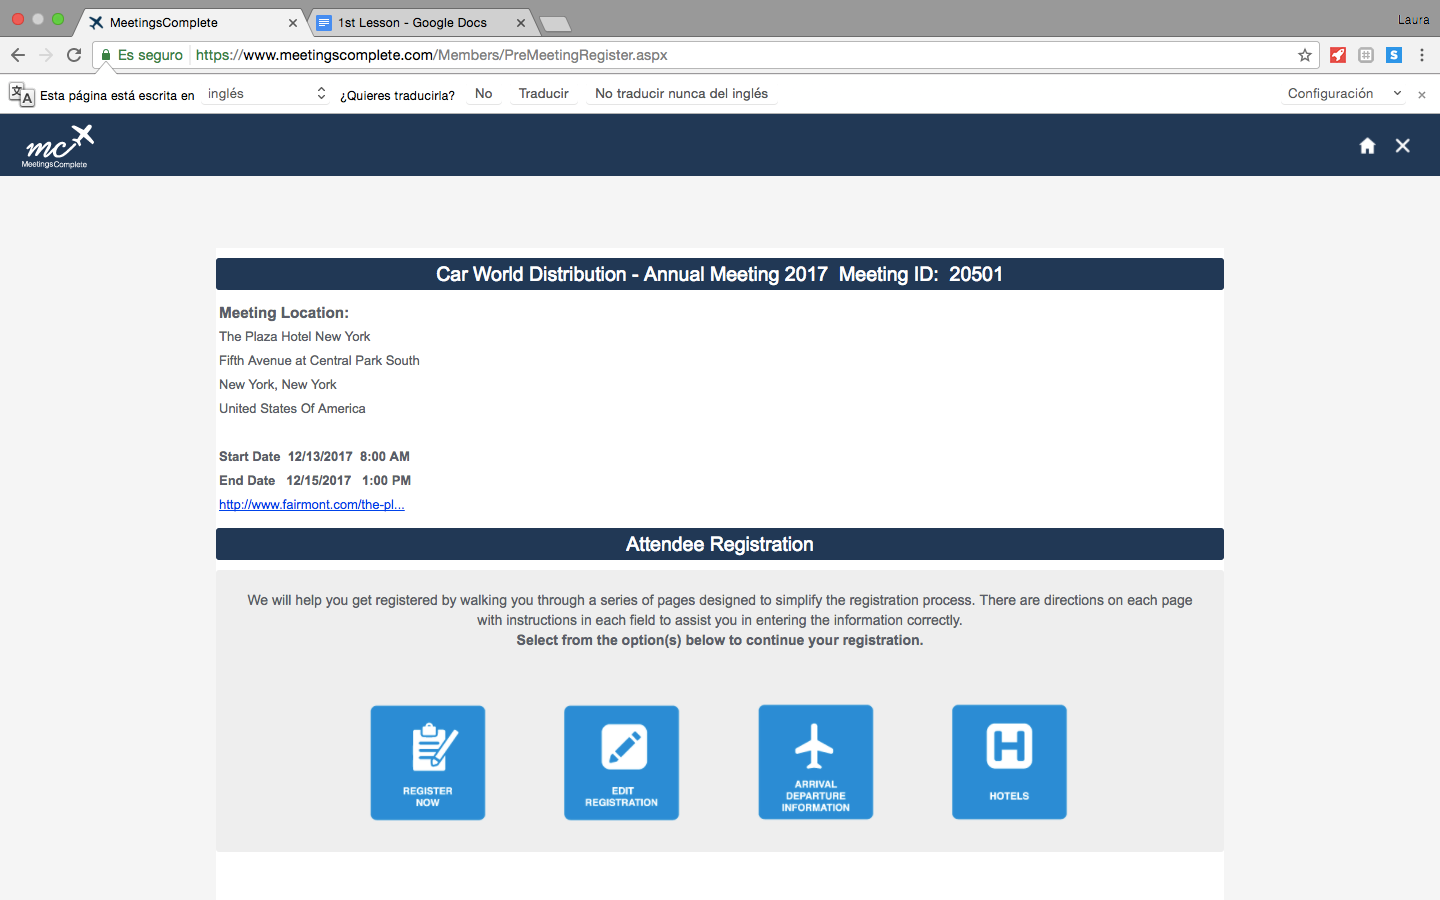 MeetingsComplete
1st Lesson - Google Docs
Laura
Es seguro https://www.meetingscomplete.com/Members/PreMeetingRegister.aspx
Esta página está escrita en inglés ¿Quieres traducirla? No Traducir No traducir nunca del inglés Configuración
mc
MeetingsComplete
Car World Distribution - Annual Meeting 2017 Meeting ID: 20501
Meeting Location:
The Plaza Hotel New York
Fifth Avenue at Central Park South
New York, New York
United States Of America
Start Date 12/13/2017 8:00 AM
End Date 12/15/2017 1:00 PM
http://www.fairmont.com/the-pl...
Attendee Registration
We will help you get registered by walking you through a series of pages designed to simplify the registration process. There are directions on each page
with instructions in each field to assist you in entering the information correctly.
Select from the option(s) below to continue your registration.
REGISTER
NOW
EDIT
REGISTRATION
ARRIVAL
DEPARTURE
INFORMATION
H
HOTELS